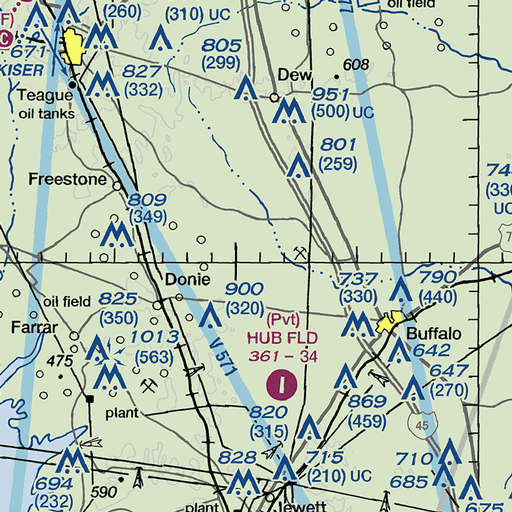 (260)
(310) UC
oil field
F)
C
671
KISER
805
(299)
Dew
608
827
(332)
Teague
oil tanks
951
(500) UC
801
(259)
Freestone
809
(349)
UC
7
Donie
900
(320)
737
(330)
790
(440)
oil field
825
(350)
Farrar
1013
(563)
(Pvt)
HUB FLD
361 – 34
Buffalo
V 571
642
475
647
(270)
plant
820
(315)
869
(459)
45
828
715
(210) UC
710
694
(232)
590
685
plant
Jewett
675